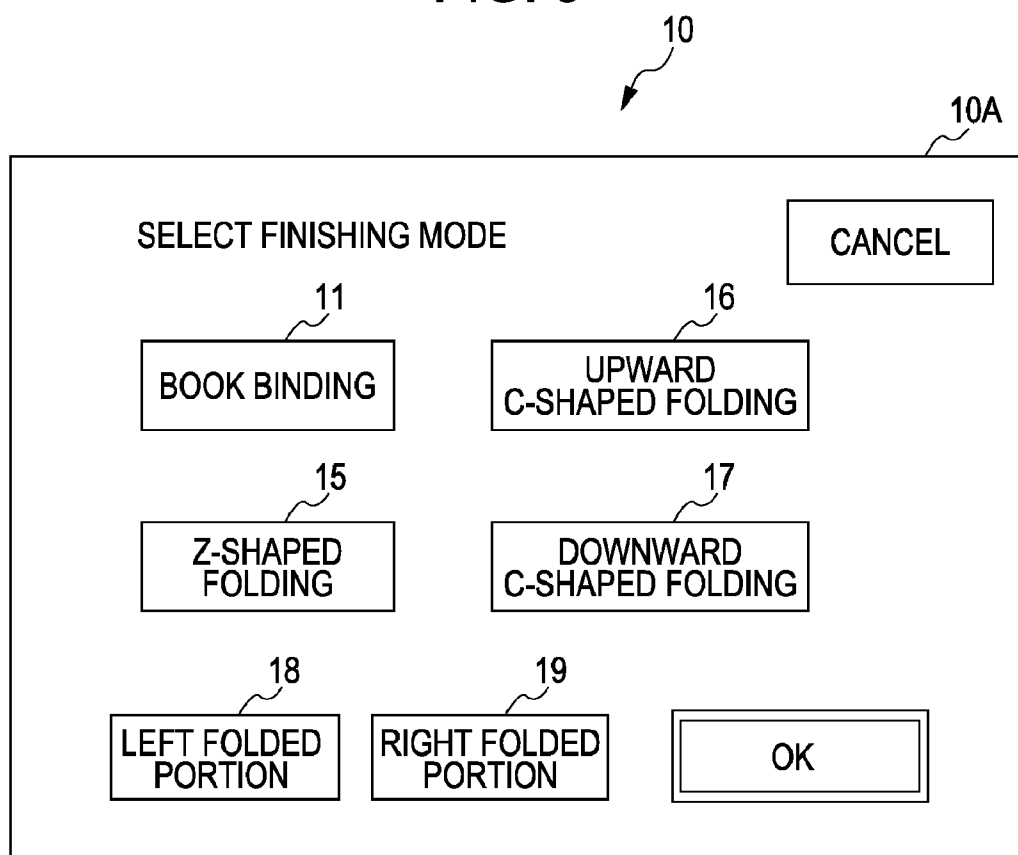 10
10A
SELECT FINISHING MODE
CANCEL
11
16
BOOK BINDING
UPWARD
C-SHAPED FOLDING
15
17
Z-SHAPED
FOLDING
DOWNWARD
C-SHAPED FOLDING
18
19
LEFT FOLDED
PORTION
RIGHT FOLDED
PORTION
OK